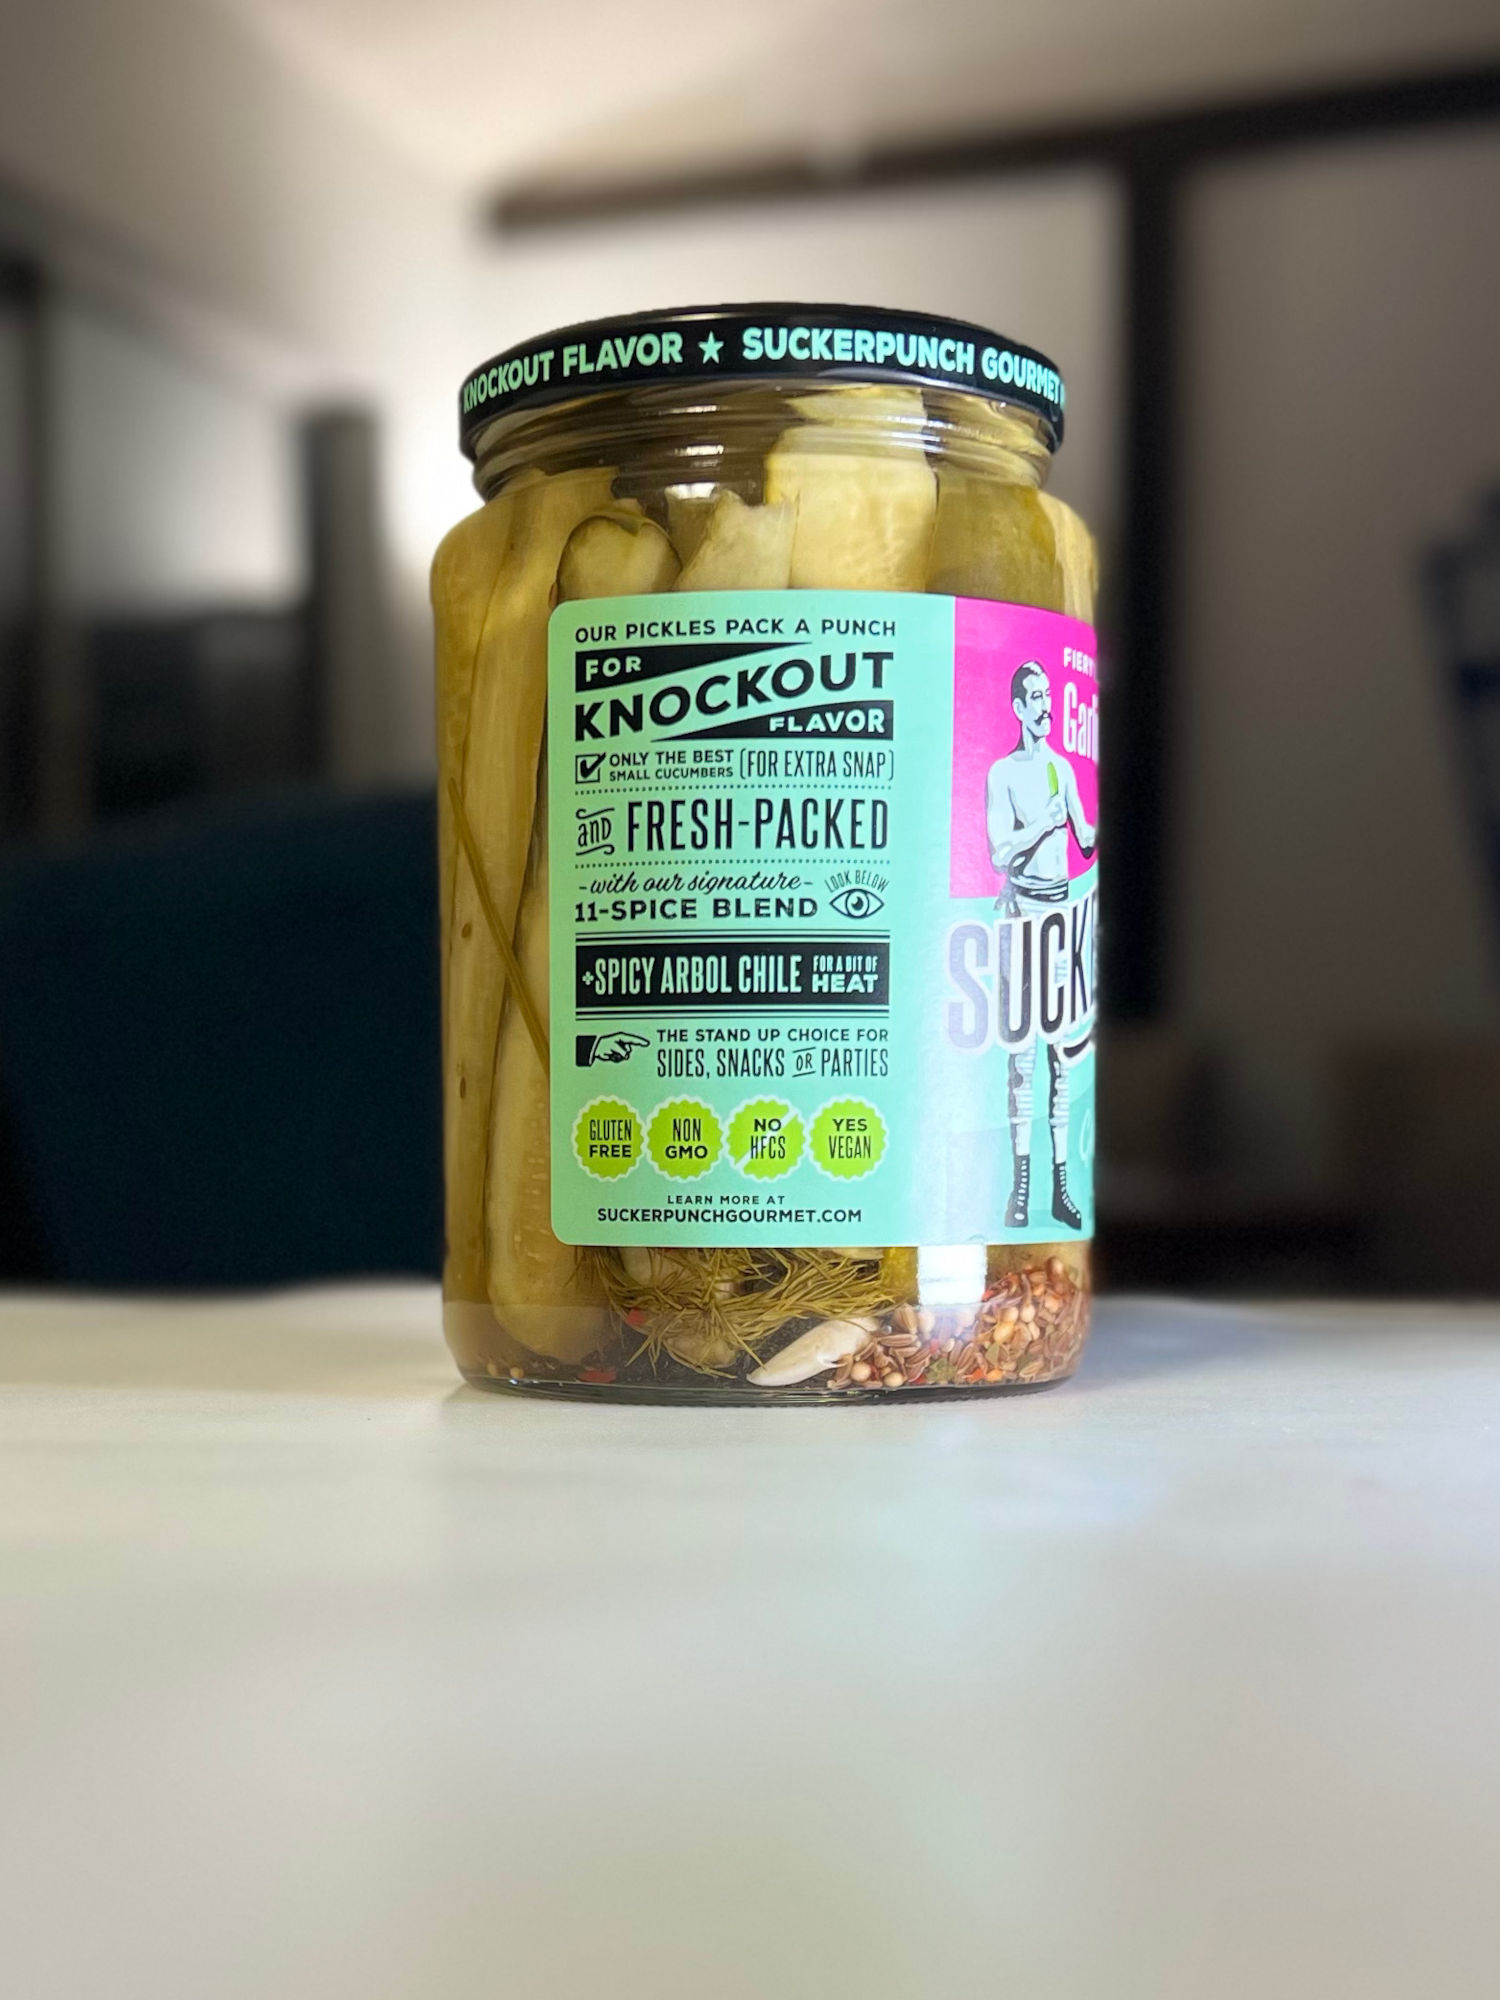 KNOCKOUT FLAVOR ★ SUCKERPUNCH GOURMET
OUR PICKLES PACK A PUNCH
FOR
KNOCKOUT
FLAVOR
ONLY THE BEST
SMALL CUCUMBERS (FOR EXTRA SNAP)
and FRESH-PACKED
-with our signature-
11-SPICE BLEND
LOOK BELOW
+SPICY ARBOL CHILE FOR A BIT OF
HEAT
THE STAND UP CHOICE FOR
SIDES, SNACKS OR PARTIES
GLUTEN
FREE
NON
GMO
NO
HFCS
YES
VEGAN
LEARN MORE AT
SUCKERPUNCHGOURMET.COM